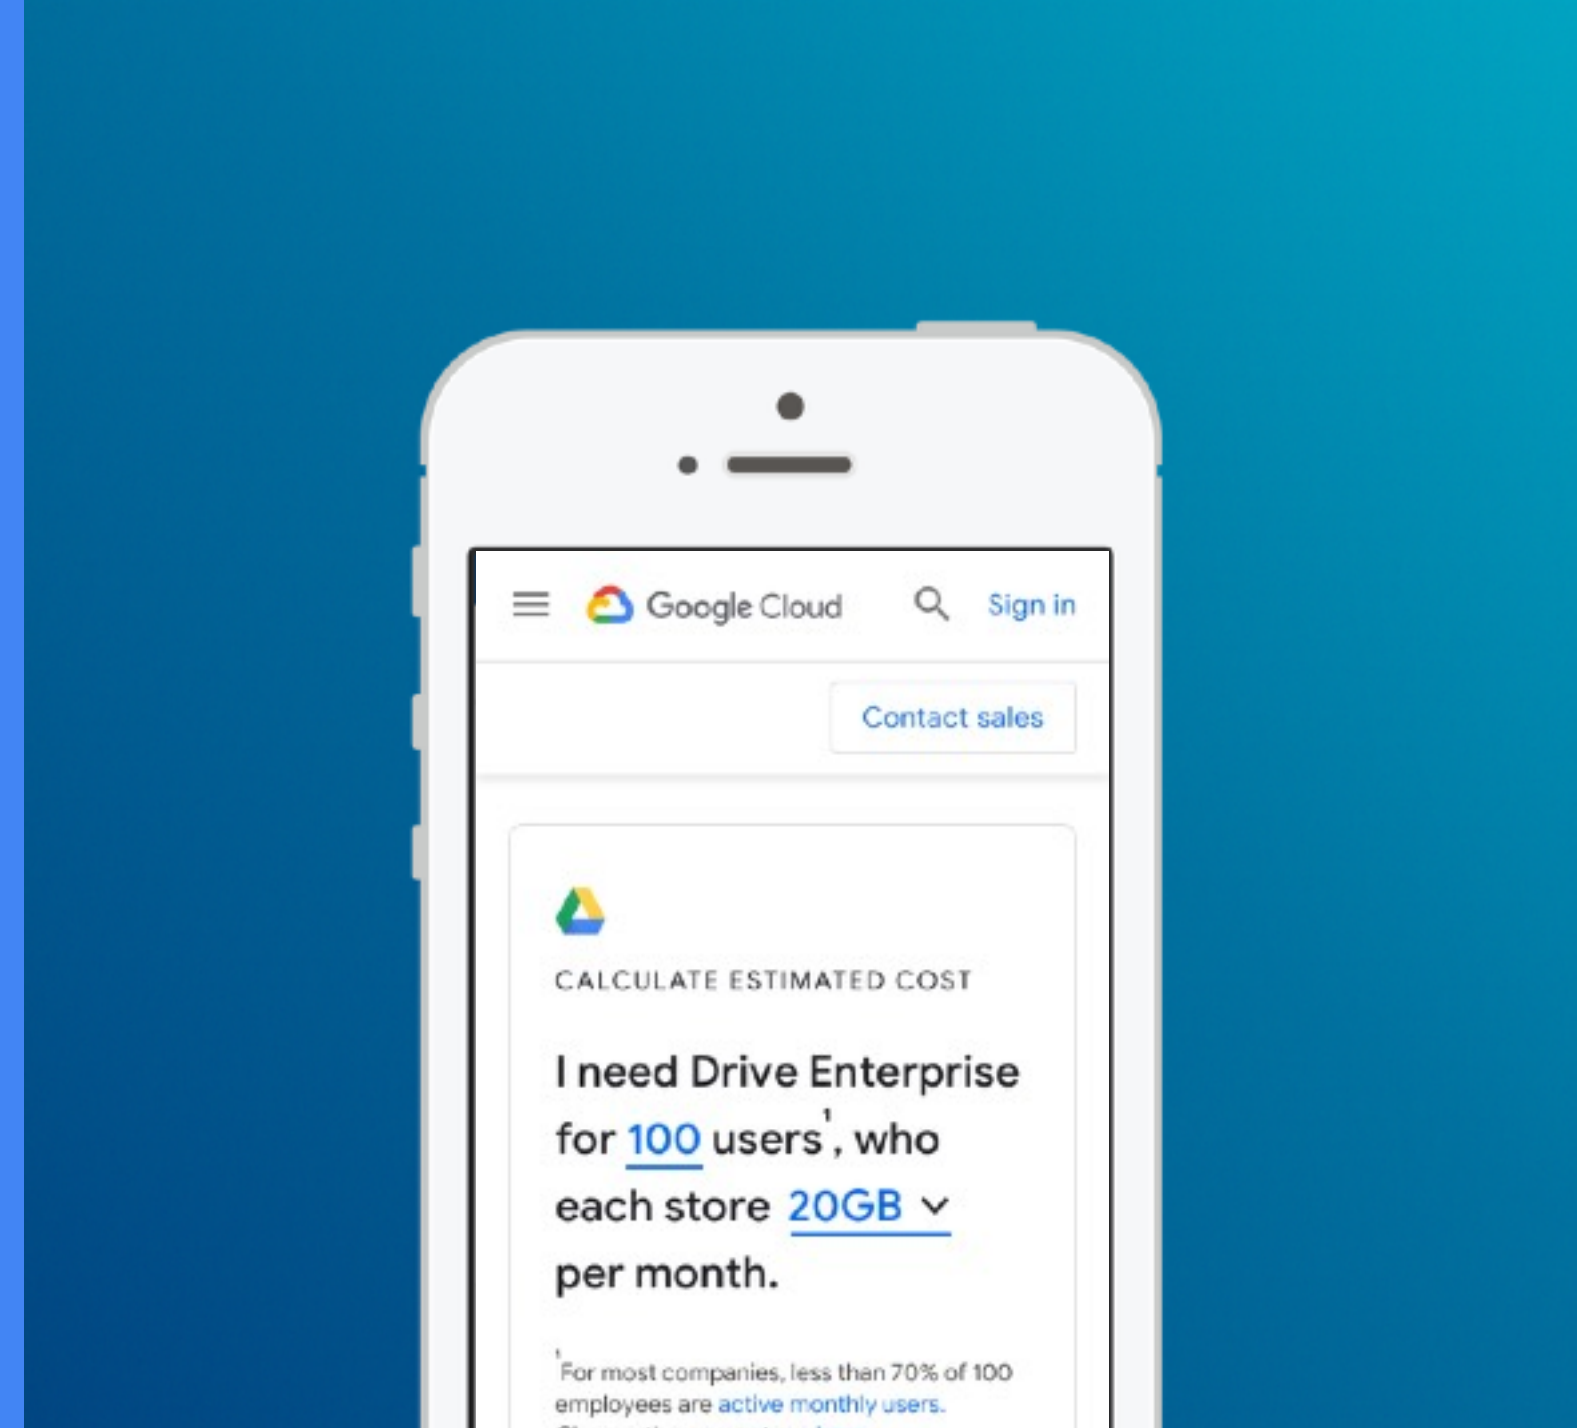 Google Cloud
Sign in
Contact sales
CALCULATE ESTIMATED COST
I need Drive Enterprise
for 100 users¹, who
each store 20GB
per month.
¹For most companies, less than 70% of 100
employees are active monthly users.